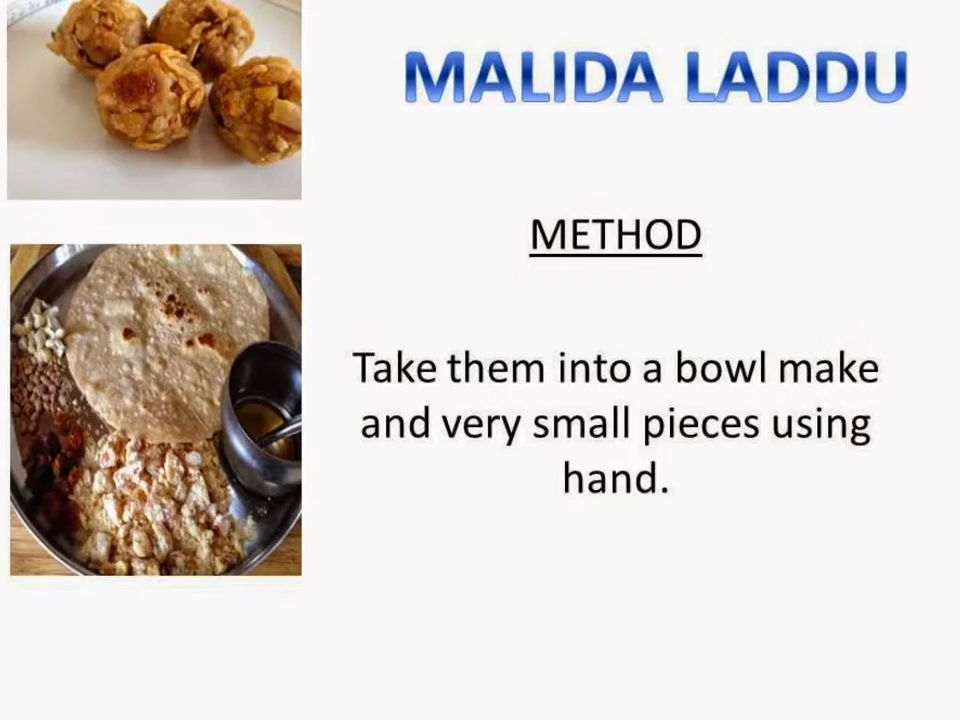 MALIDA LADDU
METHOD
Take them into a bowl make
and very small pieces using
hand.